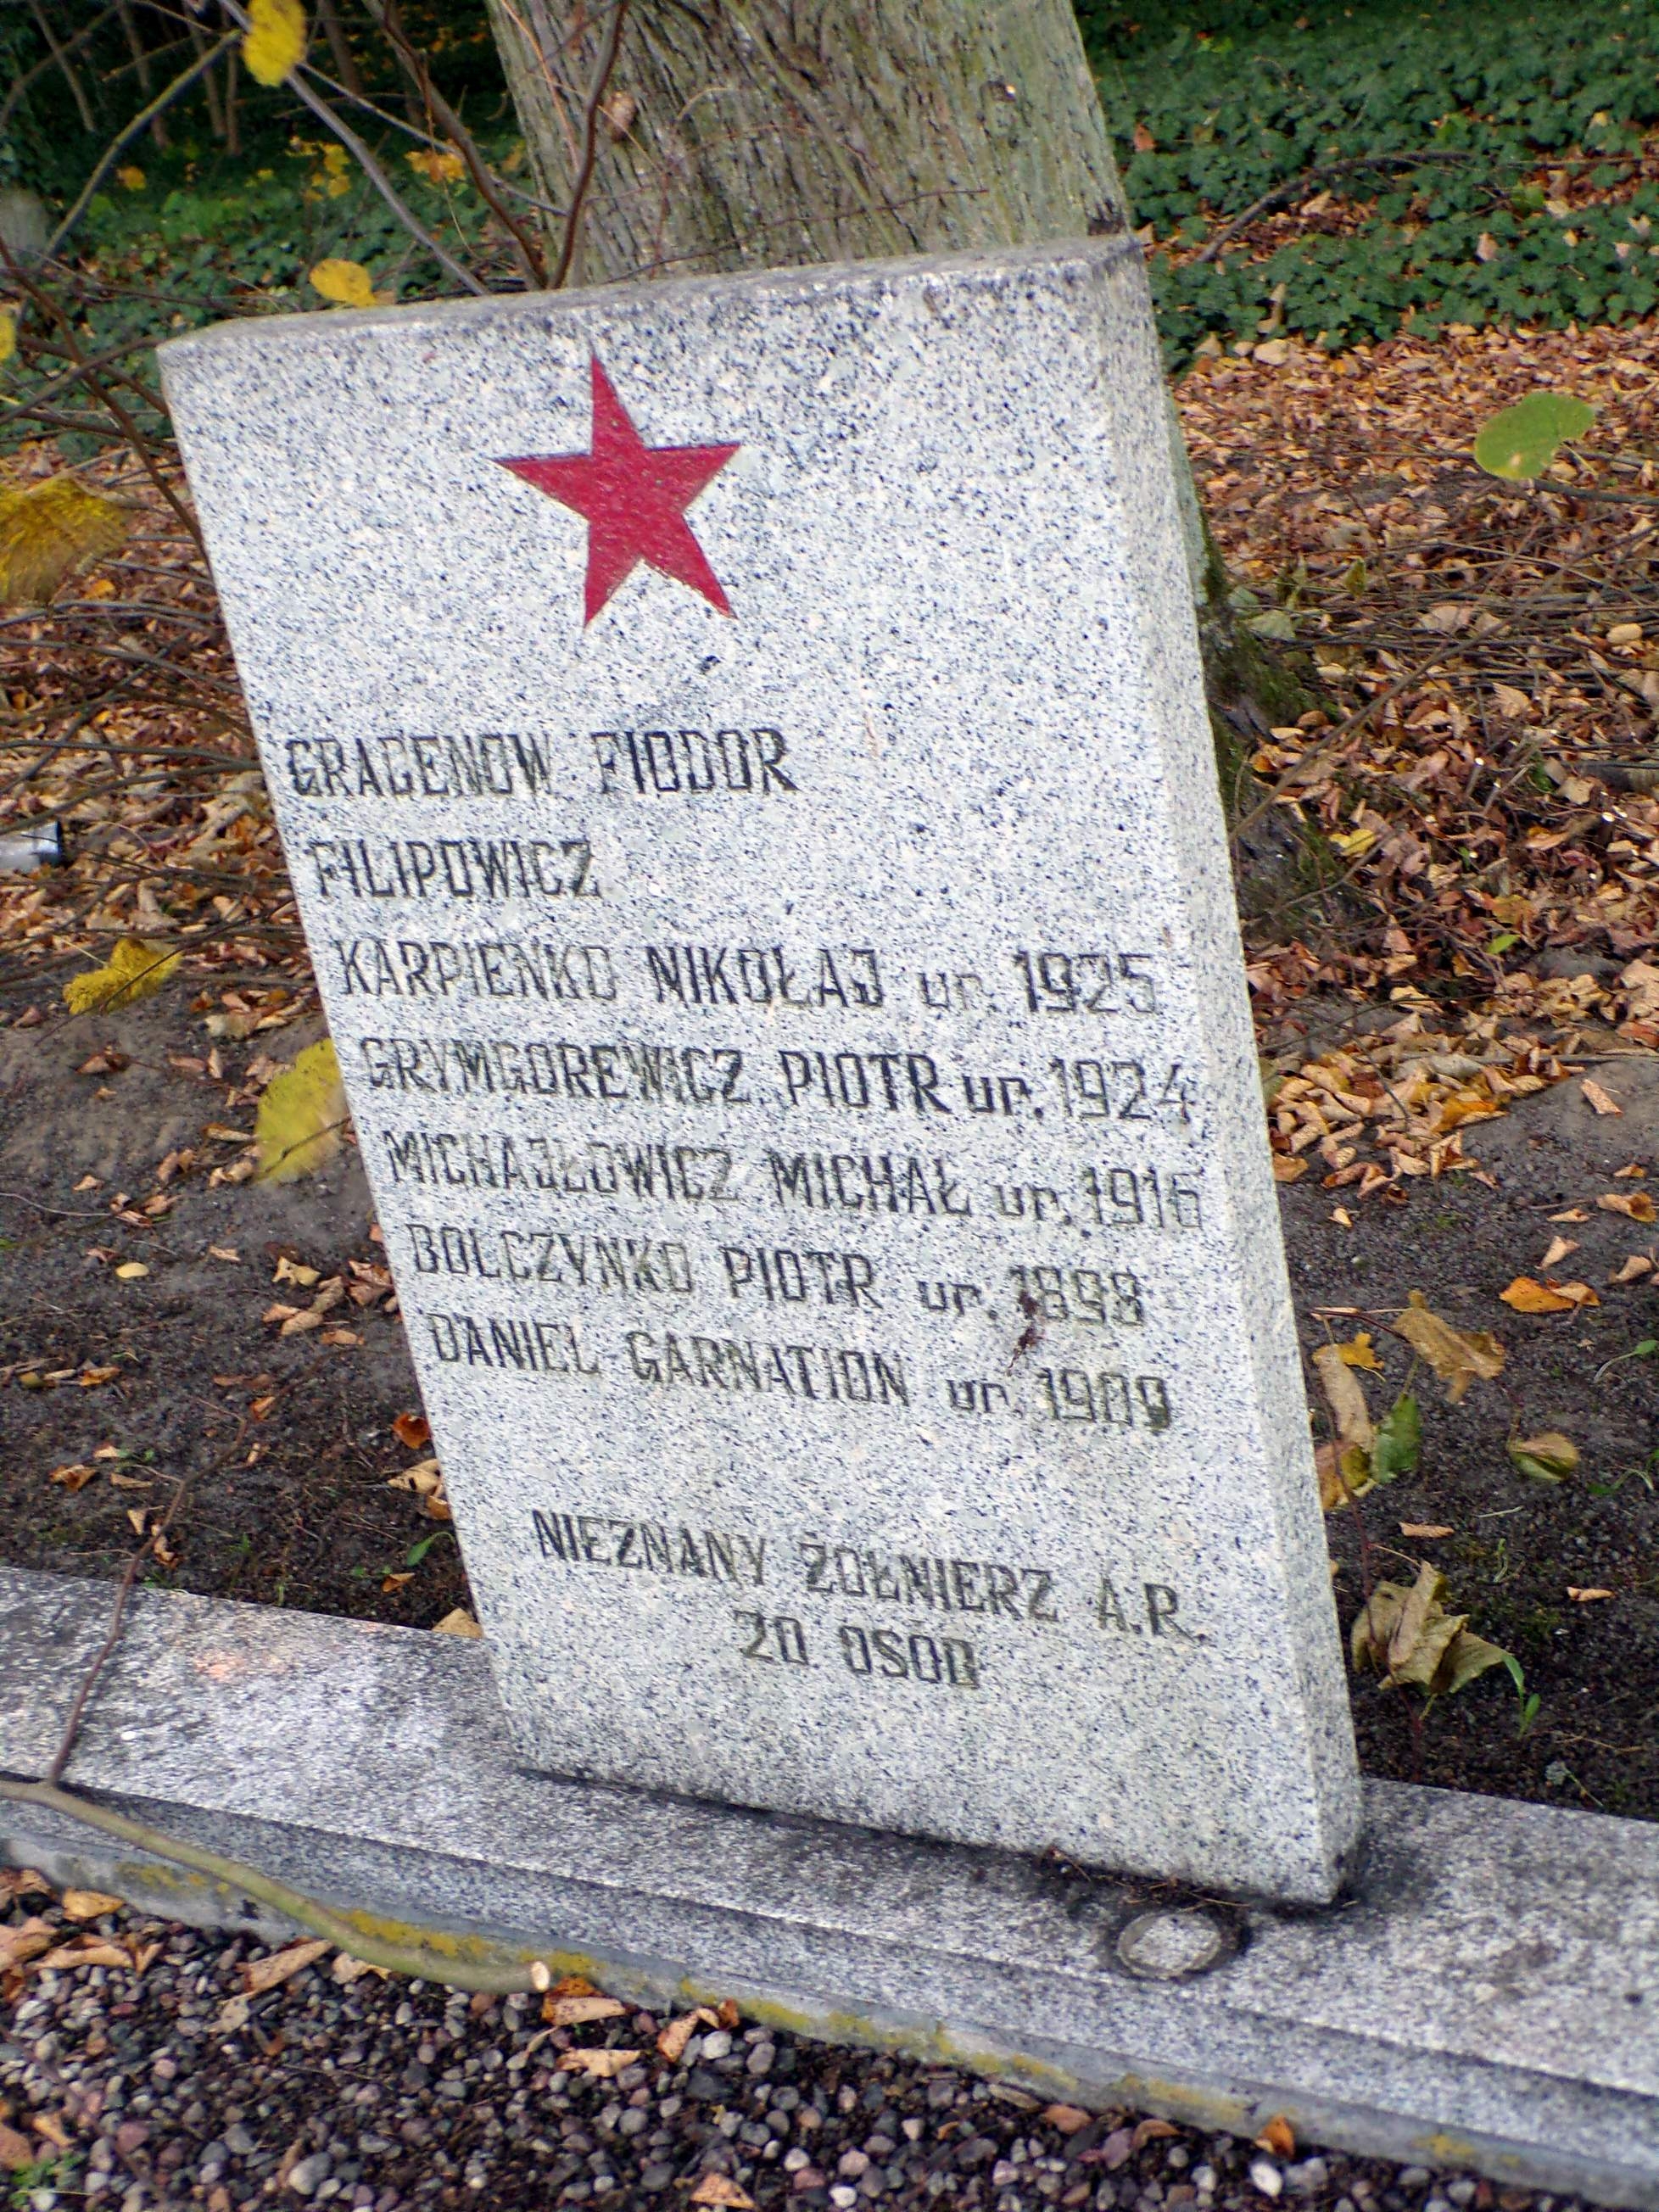 GRACENOW FIODOR
FILIPOWICZ
KARPIENKO NIKOŁAJ ur. 1925
GRYMGOREWICZ PIOTR ur. 1924
MICHAJŁOWICZ MICHAŁ ur. 1916
BOLCZYNKO PIOTR ur. 1898
DANIEL GARNATION ur. 1909
NIEZNANY ŻOŁNIERZ A.R.
20 OSOB